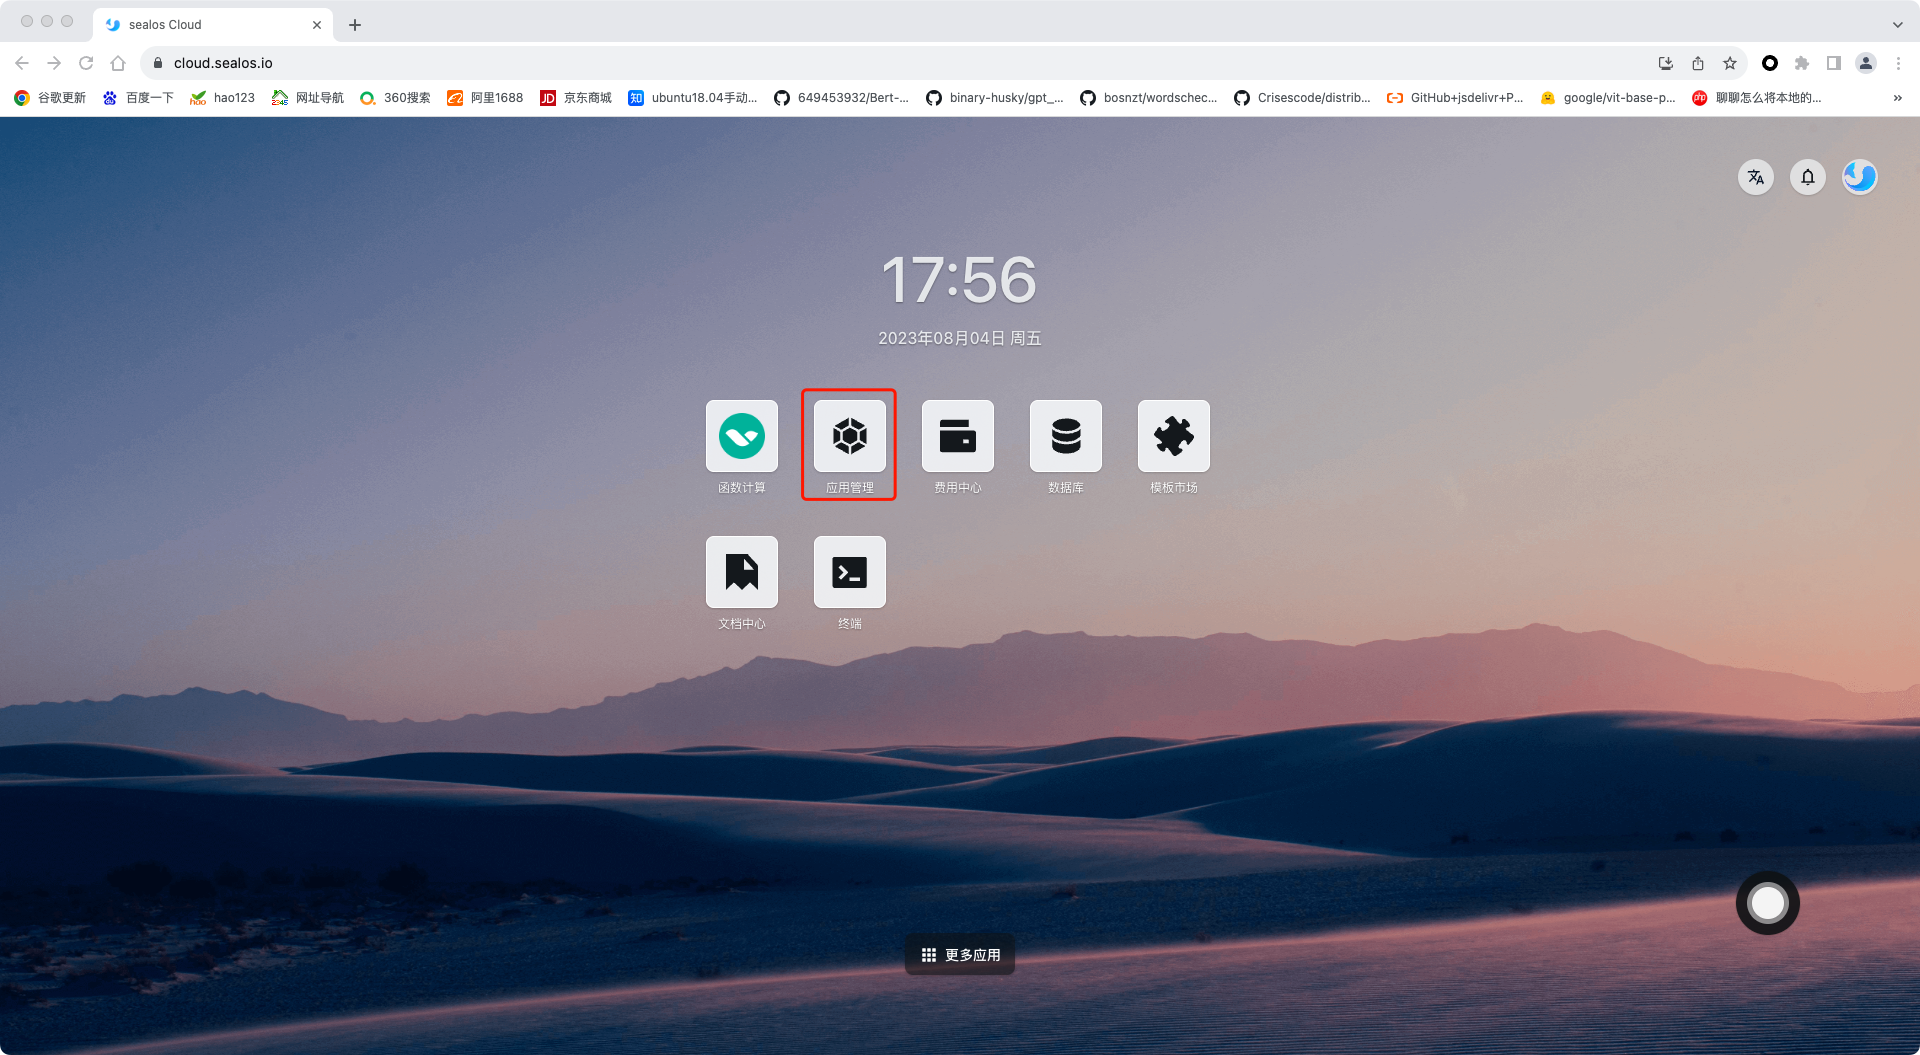 sealos Cloud
cloud.sealos.io
谷歌更新 百度一下 hao123 网址导航 360搜索 阿里1688 京东商城 ubuntu18.04手动... 649453932/Bert-... binary-husky/gpt_... bosnzt/wordschec... Crisescode/distrib... GitHub+jsdelivr+P... google/vit-base-p... 聊聊怎么将本地的...
17:56
2023年08月04日 周五
函数计算 应用管理 费用中心 数据库 模板市场
文档中心 终端
更多应用